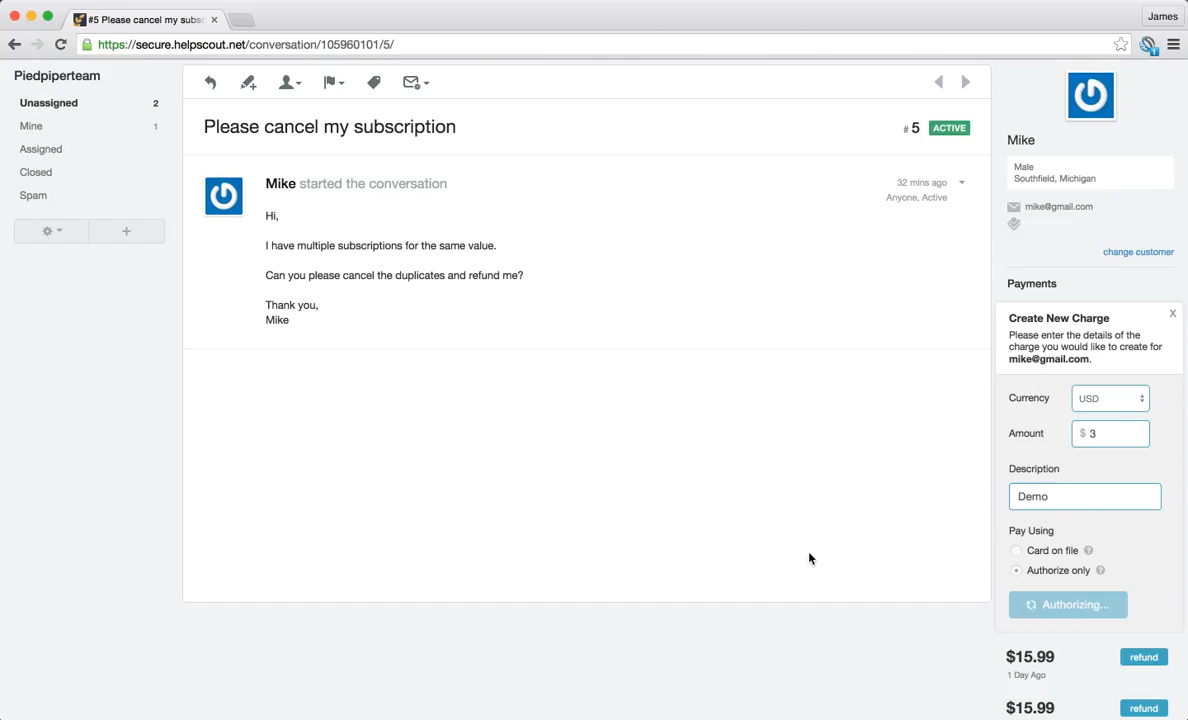 #5 Please cancel my subsc
James
https://secure.helpscout.net/conversation/105960101/5/
1
Piedpiperteam
Unassigned 2
Mine 1
Assigned
Closed
Spam
+
Please cancel my subscription
# 5 ACTIVE
Mike started the conversation
32 mins ago
Anyone, Active
Hi,
I have multiple subscriptions for the same value.
Can you please cancel the duplicates and refund me?
Thank you,
Mike
Mike
Male
Southfield, Michigan
mike@gmail.com
change customer
Payments
Create New Charge X
Please enter the details of the
charge you would like to create for
mike@gmail.com.
Currency USD
Amount $ 3
Description
Demo
Pay Using
Card on file ?
Authorize only ?
Authorizing...
$15.99 refund
1 Day Ago
$15.99 refund